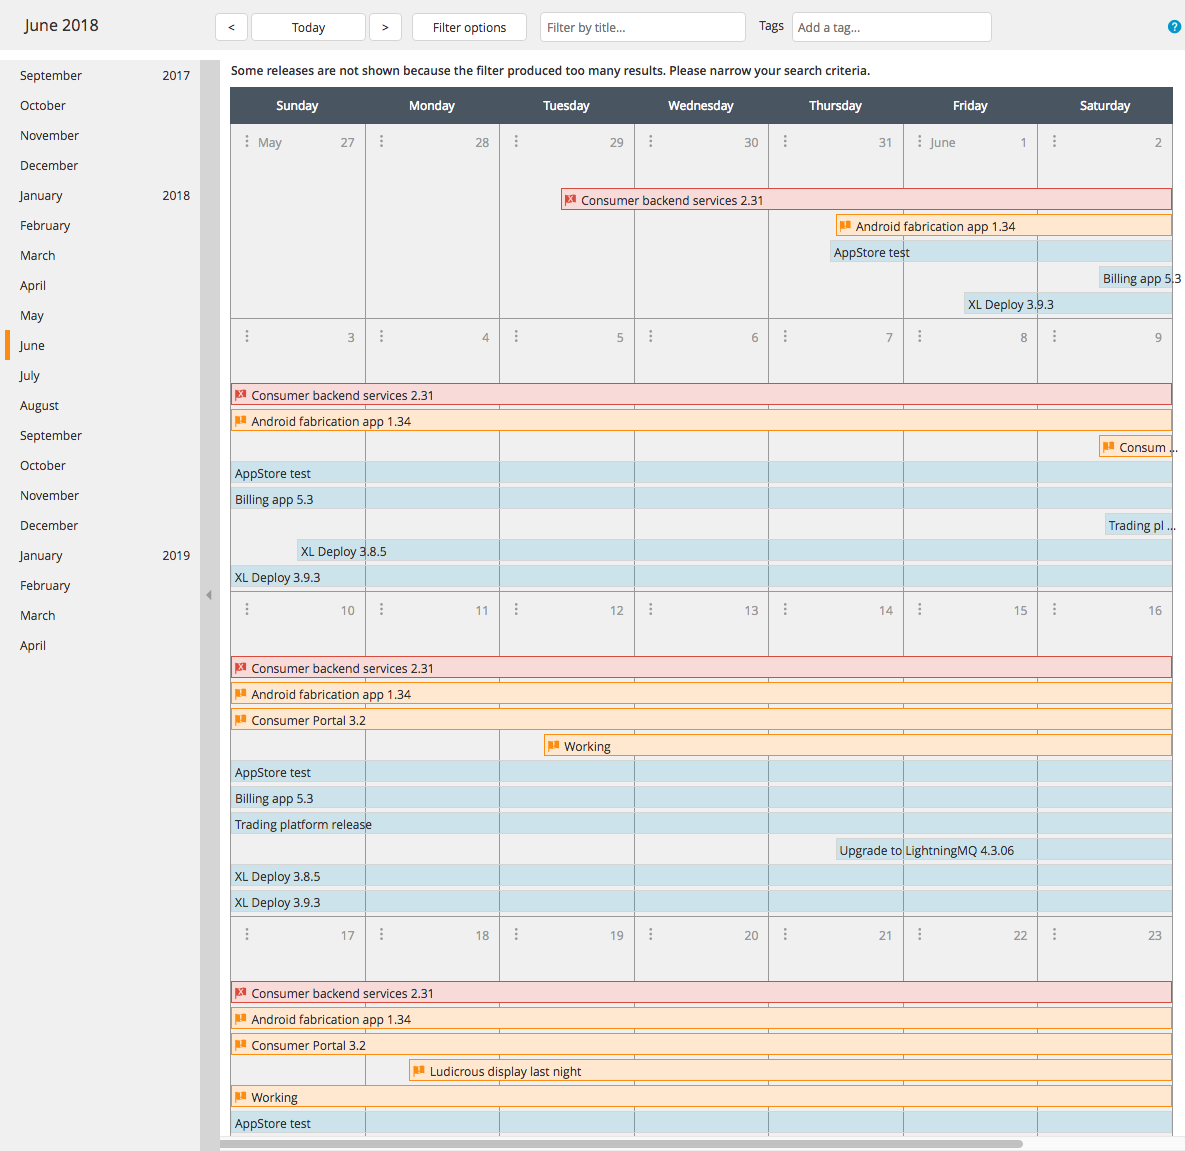 June 2018 < Today > Filter options Filter by title... Tags Add a tag... ?
Some releases are not shown because the filter produced too many results. Please narrow your search criteria.
September 2017
October
November
December
January 2018
February
March
April
May
June
July
August
September
October
November
December
January 2019
February
March
April
Sunday Monday Tuesday Wednesday Thursday Friday Saturday
May 27 28 29 30 31 June 1 2
Consumer backend services 2.31
Android fabrication app 1.34
AppStore test
Billing app 5.3
XL Deploy 3.9.3
3 4 5 6 7 8 9
Consumer backend services 2.31
Android fabrication app 1.34
Consum ...
AppStore test
Billing app 5.3
Trading pl ...
XL Deploy 3.8.5
XL Deploy 3.9.3
10 11 12 13 14 15 16
Consumer backend services 2.31
Android fabrication app 1.34
Consumer Portal 3.2
Working
AppStore test
Billing app 5.3
Trading platform release
Upgrade to LightningMQ 4.3.06
XL Deploy 3.8.5
XL Deploy 3.9.3
17 18 19 20 21 22 23
Consumer backend services 2.31
Android fabrication app 1.34
Consumer Portal 3.2
Ludicrous display last night
Working
AppStore test